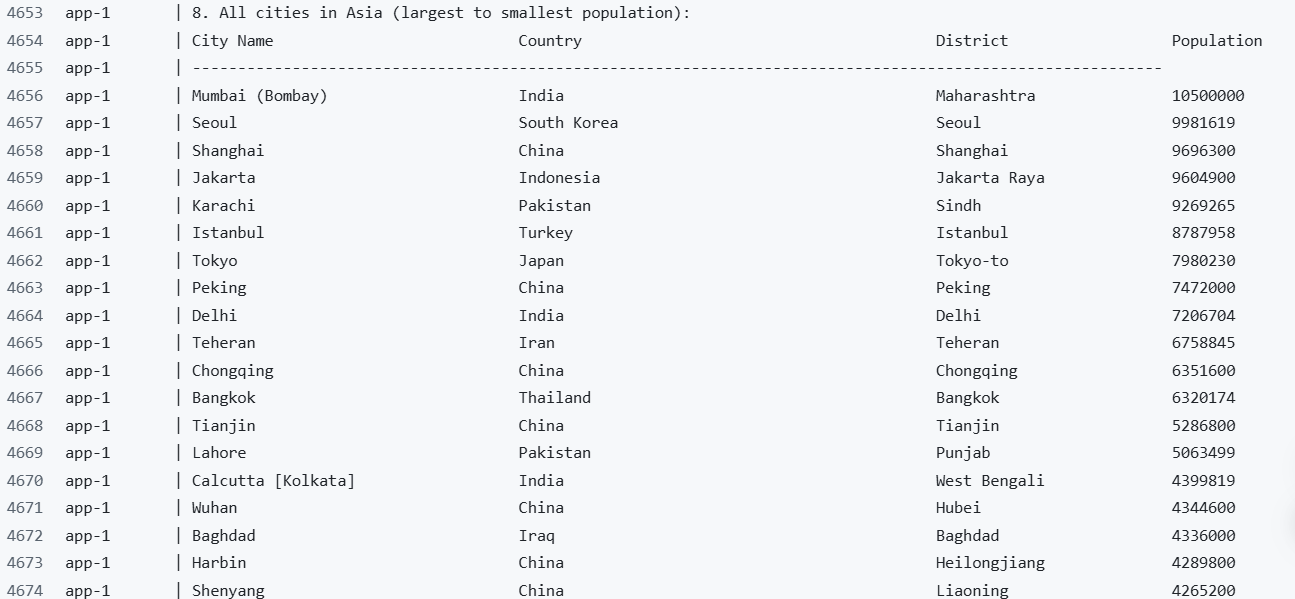 4653 app-1 | 8. All cities in Asia (largest to smallest population):
4654 app-1 | City Name Country District Population
4655 app-1 | -----------------------------------------------------------------------------------------------------------
4656 app-1 | Mumbai (Bombay) India Maharashtra 10500000
4657 app-1 | Seoul South Korea Seoul 9981619
4658 app-1 | Shanghai China Shanghai 9696300
4659 app-1 | Jakarta Indonesia Jakarta Raya 9604900
4660 app-1 | Karachi Pakistan Sindh 9269265
4661 app-1 | Istanbul Turkey Istanbul 8787958
4662 app-1 | Tokyo Japan Tokyo-to 7980230
4663 app-1 | Peking China Peking 7472000
4664 app-1 | Delhi India Delhi 7206704
4665 app-1 | Teheran Iran Teheran 6758845
4666 app-1 | Chongqing China Chongqing 6351600
4667 app-1 | Bangkok Thailand Bangkok 6320174
4668 app-1 | Tianjin China Tianjin 5286800
4669 app-1 | Lahore Pakistan Punjab 5063499
4670 app-1 | Calcutta [Kolkata] India West Bengali 4399819
4671 app-1 | Wuhan China Hubei 4344600
4672 app-1 | Baghdad Iraq Baghdad 4336000
4673 app-1 | Harbin China Heilongjiang 4289800
4674 app-1 | Shenyang China Liaoning 4265200